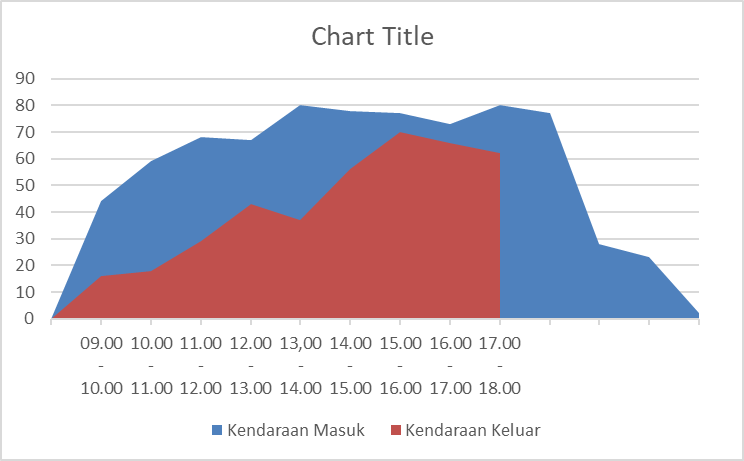 Chart Title
90
80
70
60
50
40
30
20
10
0
09.00 - 10.00
10.00 - 11.00
11.00 - 12.00
12.00 - 13.00
13,00 - 14.00
14.00 - 15.00
15.00 - 16.00
16.00 - 17.00
17.00 - 18.00
Kendaraan Masuk
Kendaraan Keluar